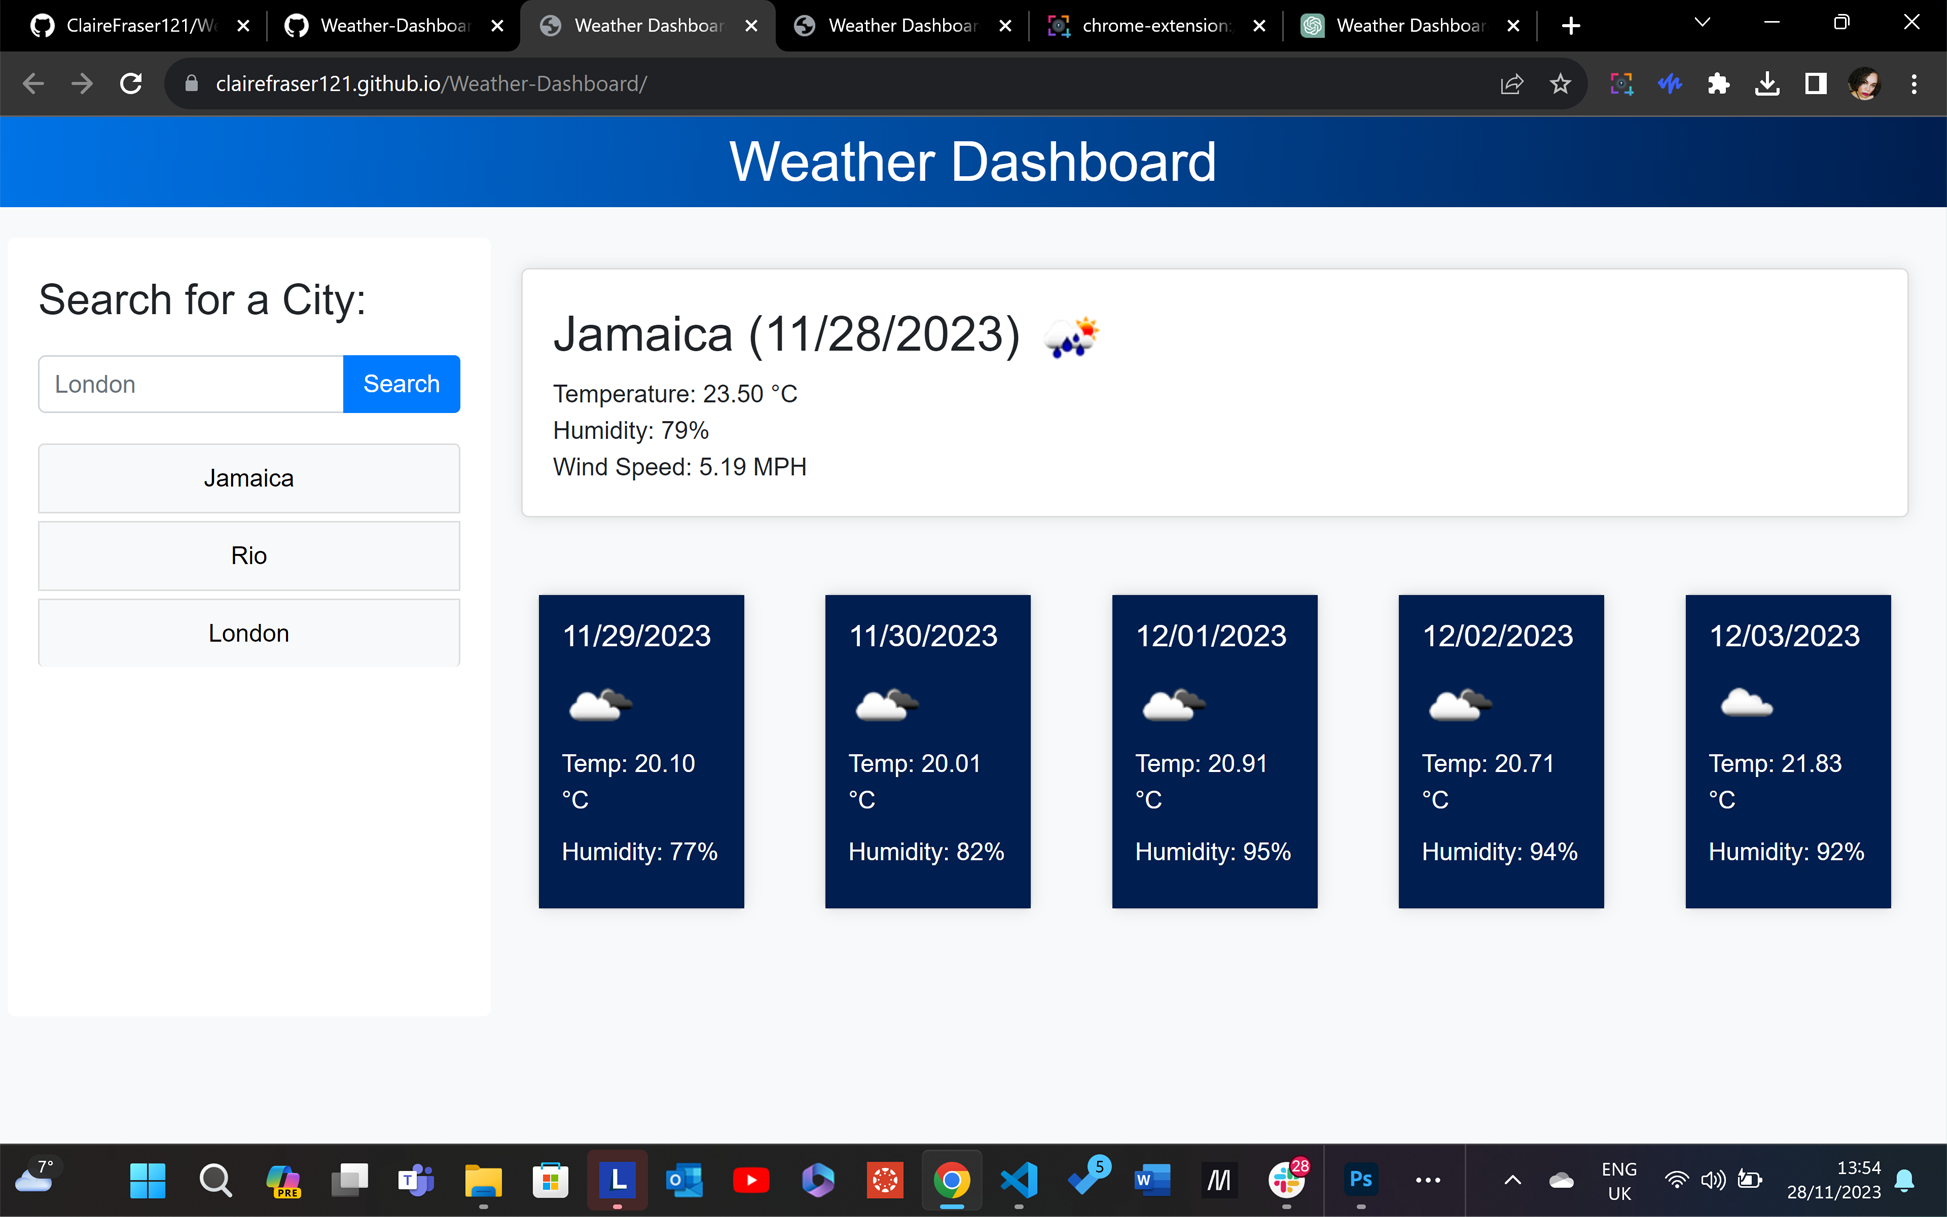 ClaireFraser121/We
Weather-Dashboar
Weather Dashboar
Weather Dashboar
chrome-extension:
Weather Dashboar
clairefraser121.github.io/Weather-Dashboard/
Weather Dashboard
Search for a City:
London
Search
Jamaica
Rio
London
Jamaica (11/28/2023)
Temperature: 23.50 °C
Humidity: 79%
Wind Speed: 5.19 MPH
11/29/2023
Temp: 20.10
°C
Humidity: 77%
11/30/2023
Temp: 20.01
°C
Humidity: 82%
12/01/2023
Temp: 20.91
°C
Humidity: 95%
12/02/2023
Temp: 20.71
°C
Humidity: 94%
12/03/2023
Temp: 21.83
°C
Humidity: 92%
7°
PRE
T
L
O
5
W
28
Ps
ENG
UK
13:54
28/11/2023